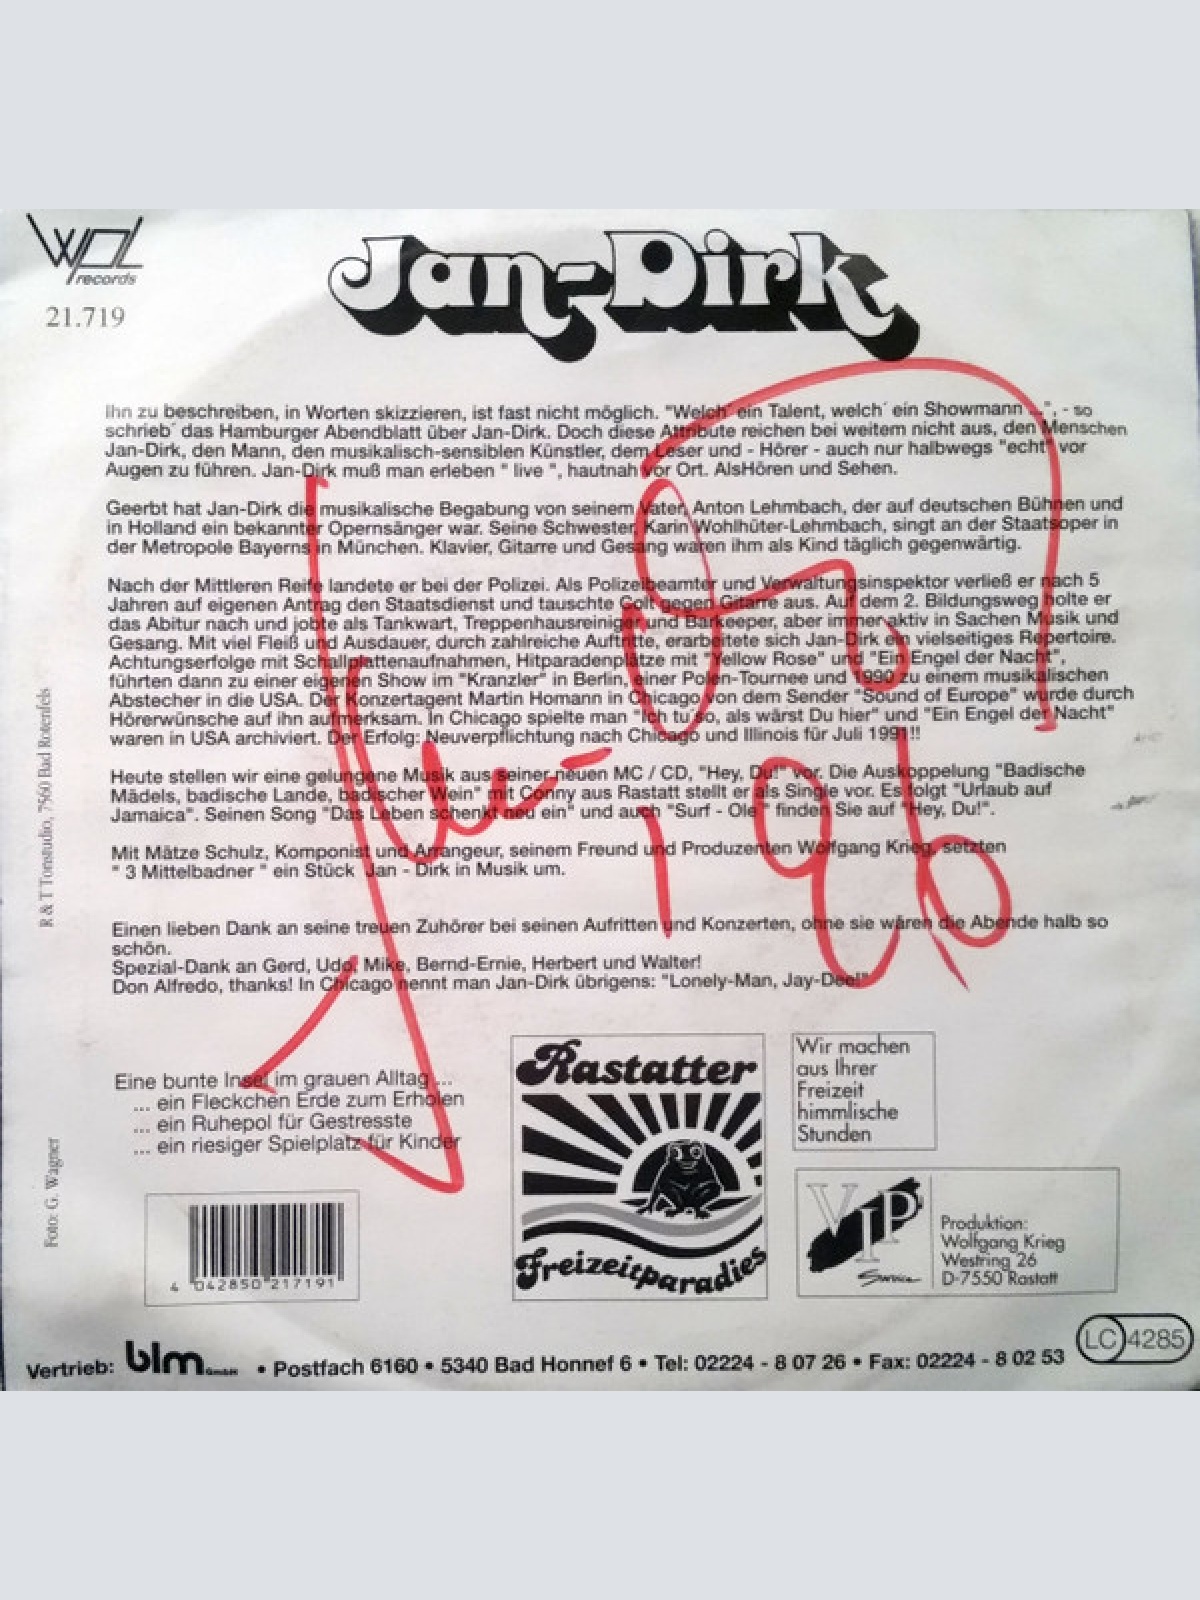 WPL
records
21.719
Jan-Dirk
Ihn zu beschreiben, in Worten skizzieren, ist fast nicht möglich. "Welch´ ein Talent, welch´ ein Showmann ...", - so
schrieb´ das Hamburger Abendblatt über Jan-Dirk. Doch diese Attribute reichen bei weitem nicht aus, den Menschen
Jan-Dirk, den Mann, den musikalisch-sensiblen Künstler, dem Leser und - Hörer - auch nur halbwegs "echt" vor
Augen zu führen. Jan-Dirk muß man erleben " live ", hautnah vor Ort. AlsHören und Sehen.
Geerbt hat Jan-Dirk die musikalische Begabung von seinem Vater, Anton Lehmbach, der auf deutschen Bühnen und
in Holland ein bekannter Opernsänger war. Seine Schwester, Karin Wohlhüter-Lehmbach, singt an der Staatsoper in
der Metropole Bayerns in München. Klavier, Gitarre und Gesang waren ihm als Kind täglich gegenwärtig.
Nach der Mittleren Reife landete er bei der Polizei. Als Polizeibeamter und Verwaltungsinspektor verließ er nach 5
Jahren auf eigenen Antrag den Staatsdienst und tauschte Colt gegen Gitarre aus. Auf dem 2. Bildungsweg holte er
das Abitur nach und jobte als Tankwart, Treppenhausreiniger und Barkeeper, aber immer aktiv in Sachen Musik und
Gesang. Mit viel Fleiß und Ausdauer, durch zahlreiche Auftritte, erarbeitete sich Jan-Dirk ein vielseitiges Repertoire.
Achtungserfolge mit Schallplattenaufnahmen, Hitparadenplätze mit "Yellow Rose" und "Ein Engel der Nacht",
führten dann zu einer eigenen Show im "Kranzler" in Berlin, einer Polen-Tournee und 1990 zu einem musikalischen
Abstecher in die USA. Der Konzertagent Martin Homann in Chicago von dem Sender "Sound of Europe" wurde durch
Hörerwünsche auf ihn aufmerksam. In Chicago spielte man "Ich tu´so, als wärst Du hier" und "Ein Engel der Nacht"
waren in USA archiviert. Der Erfolg: Neuverpflichtung nach Chicago und Illinois für Juli 1991!!
Heute stellen wir eine gelungene Musik aus seiner neuen MC / CD, "Hey, Du!" vor. Die Auskoppelung "Badische
Mädels, badische Lande, badischer Wein" mit Conny aus Rastatt stellt er als Single vor. Es folgt "Urlaub auf
Jamaica". Seinen Song "Das Leben schenkt neu ein" und auch "Surf - Ole´" finden Sie auf "Hey, Du!".
Mit Mätze Schulz, Komponist und Arrangeur, seinem Freund und Produzenten Wolfgang Krieg, setzten
" 3 Mittelbadner " ein Stück Jan - Dirk in Musik um.
Einen lieben Dank an seine treuen Zuhörer bei seinen Aufritten und Konzerten, ohne sie wären die Abende halb so
schön.
Spezial-Dank an Gerd, Udo, Mike, Bernd-Ernie, Herbert und Walter!
Don Alfredo, thanks! In Chicago nennt man Jan-Dirk übrigens: "Lonely-Man, Jay-Dee!"
R & T Tonstudio, 7560 Bad Rotenfels
Foto: G. Wagner
Eine bunte Insel im grauen Alltag ...
... ein Fleckchen Erde zum Erholen
... ein Ruhepol für Gestresste
... ein riesiger Spielplatz für Kinder
4 042850 217191
Rastatter
Freizeitparadies
Wir machen
aus Ihrer
Freizeit
himmlische
Stunden
VIP
Service
Produktion:
Wolfgang Krieg
Westring 26
D-7550 Rastatt
Vertrieb: blm GmbH • Postfach 6160 • 5340 Bad Honnef 6 • Tel: 02224 - 8 07 26 • Fax: 02224 - 8 02 53
LC 4285